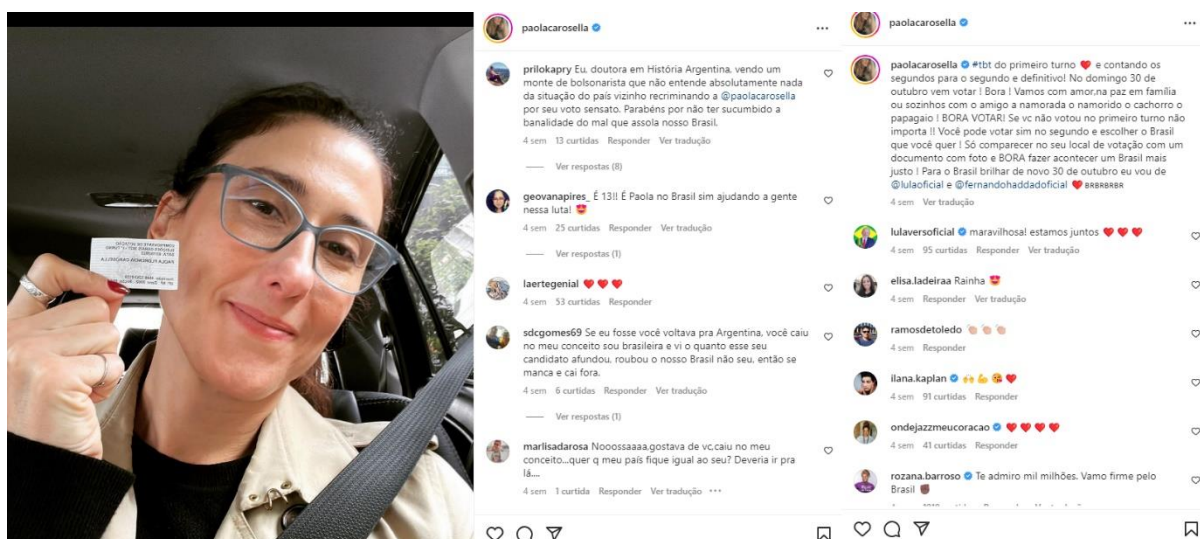 PAOLA FLORENCIA CAROSELLA
paolacarosella
prilokapry Eu, doutora em História Argentina, vendo um
monte de bolsonarista que não entende absolutamente nada
da situação do país vizinho recriminando a @paolacarosella
por seu voto sensato. Parabéns por não ter sucumbido a
banalidade do mal que assola nosso Brasil.
4 sem 13 curtidas Responder Ver tradução
Ver respostas (8)
geovanapires_ É 13!! É Paola no Brasil sim ajudando a gente
nessa luta! 😍
4 sem 25 curtidas Responder Ver tradução
Ver respostas (1)
laertegenial ❤️ ❤️ ❤️
4 sem 53 curtidas Responder
sdcgomes69 Se eu fosse você voltava pra Argentina, você caiu
no meu conceito sou brasileira e vi o quanto esse seu
candidato afundou, roubou o nosso Brasil não seu, então se
manca e cai fora.
4 sem 6 curtidas Responder Ver tradução
Ver respostas (1)
marlisadarosa Nooossaaaa,gostava de vc,caiu no meu
conceito...quer q meu país fique igual ao seu? Deveria ir pra
lá....
4 sem 1 curtida Responder Ver tradução •••
paolacarosella
paolacarosella #tbt do primeiro turno ❤️ e contando os
segundos para o segundo e definitivo! No domingo 30 de
outubro vem votar ! Bora ! Vamos com amor,na paz em família
ou sozinhos com o amigo a namorada o namorido o cachorro o
papagaio ! BORA VOTAR! Se vc não votou no primeiro turno não
importa !! Você pode votar sim no segundo e escolher o Brasil
que você quer ! Só comparecer no seu local de votação com um
documento com foto e BORA fazer acontecer um Brasil mais
justo ! Para o Brasil brilhar de novo 30 de outubro eu vou de
@lulaoficial e @fernandohaddadoficial ❤️ BRBRBRBR
4 sem Ver tradução
lulaversoficial maravilhosa! estamos juntos ❤️ ❤️ ❤️
4 sem 95 curtidas Responder Ver tradução
elisa.ladeiraa Rainha 😍
4 sem Responder Ver tradução
ramosdetoledo 👏🏻 👏🏻 👏🏻
4 sem Responder
ilana.kaplan 🙌 💪 😘 ❤️
4 sem 91 curtidas Responder
ondejazzmeucoracao ❤️ ❤️ ❤️ ❤️
4 sem 41 curtidas Responder
rozana.barroso Te admiro mil milhões. Vamo firme pelo
Brasil ✊🏿